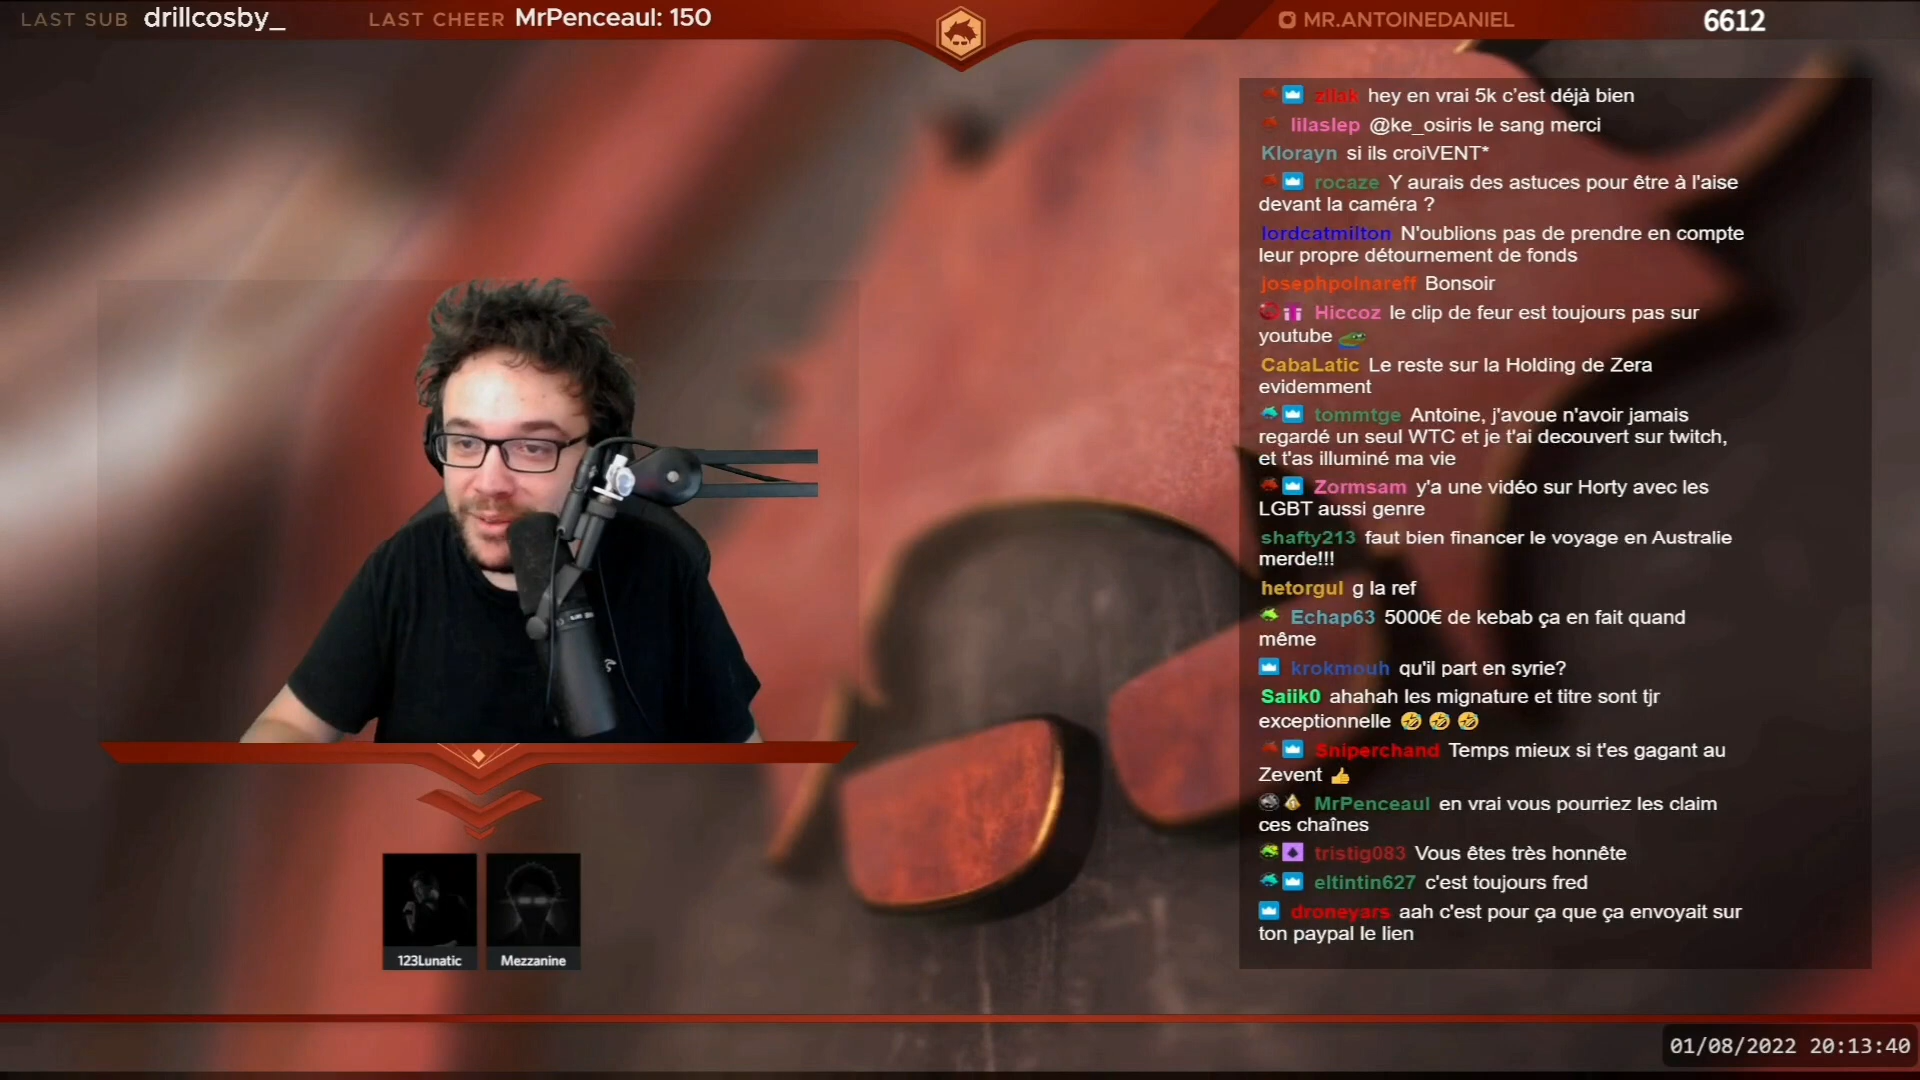 LAST SUB drillcosby_ LAST CHEER MrPenceaul: 150 MR.ANTOINEDANIEL 6612
zilak hey en vrai 5k c'est déjà bien
lilaslep @ke_osiris le sang merci
Klorayn si ils croiVENT*
rocaze Y aurais des astuces pour être à l'aise
devant la caméra ?
lordcatmilton N'oublions pas de prendre en compte
leur propre détournement de fonds
josephpolnareff Bonsoir
Hiccoz le clip de feur est toujours pas sur
youtube
CabaLatic Le reste sur la Holding de Zera
evidemment
tommtge Antoine, j'avoue n'avoir jamais
regardé un seul WTC et je t'ai decouvert sur twitch,
et t'as illuminé ma vie
Zormsam y'a une vidéo sur Horty avec les
LGBT aussi genre
shafty213 faut bien financer le voyage en Australie
merde!!!
hetorgul g la ref
Echap63 5000€ de kebab ça en fait quand
même
krokmouh qu'il part en syrie?
Saiik0 ahahah les mignature et titre sont tjr
exceptionnelle 🤣 🤣 🤣
Sniperchand Temps mieux si t'es gagant au
Zevent 👍
MrPenceaul en vrai vous pourriez les claim
ces chaînes
tristig083 Vous êtes très honnête
eltintin627 c'est toujours fred
droneyars aah c'est pour ça que ça envoyait sur
ton paypal le lien
123Lunatic Mezzanine
01/08/2022 20:13:40